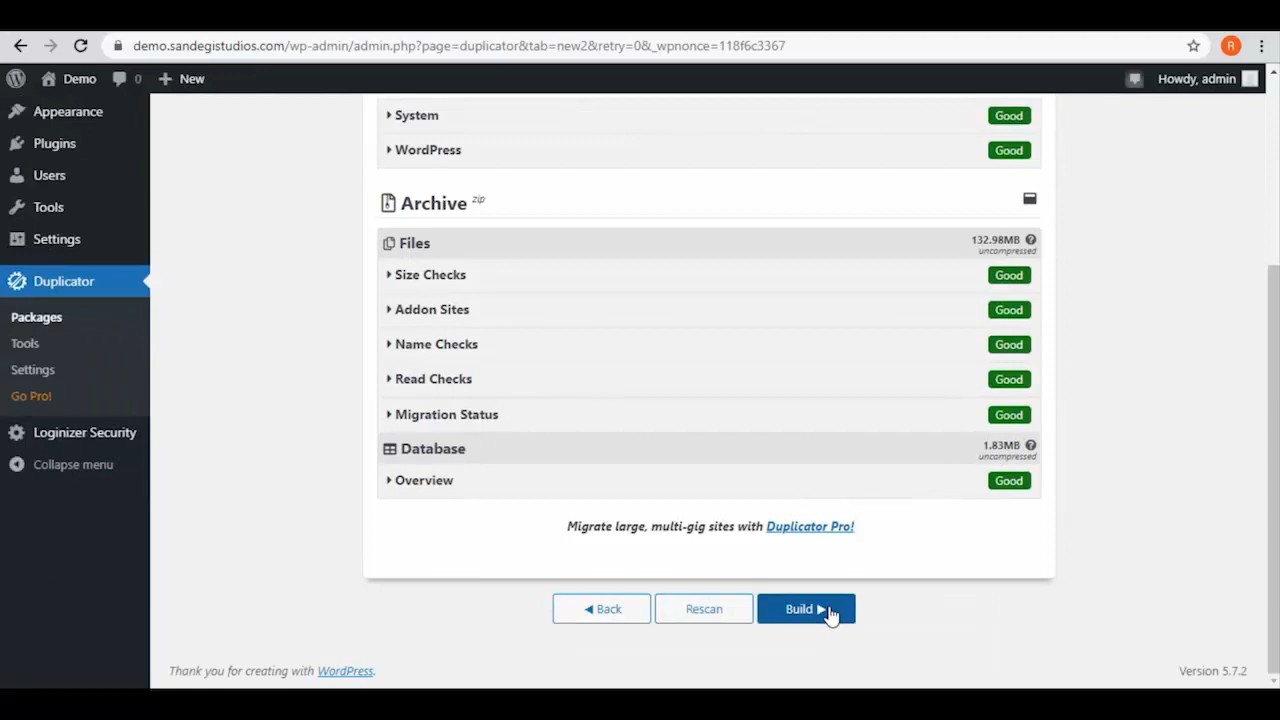 demo.sandegistudios.com/wp-admin/admin.php?page=duplicator&tab=new2&retry=0&_wpnonce=118f6c3367
R
Demo 0 New Howdy, admin
Appearance
Plugins
Users
Tools
Settings
Duplicator
Packages
Tools
Settings
Go Pro!
Loginizer Security
Collapse menu
System Good
WordPress Good
Archive zip
Files 132.98MB ?
uncompressed
Size Checks Good
Addon Sites Good
Name Checks Good
Read Checks Good
Migration Status Good
Database 1.83MB ?
uncompressed
Overview Good
Migrate large, multi-gig sites with Duplicator Pro!
◀ Back Rescan Build ▶
Thank you for creating with WordPress. Version 5.7.2